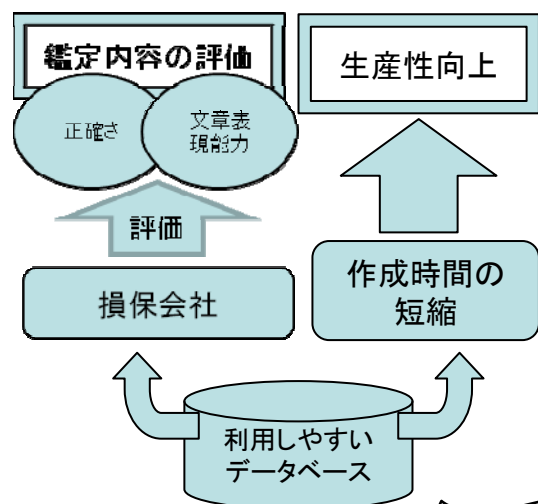 鑑定内容の評価
生産性向上
正確さ
文章表
現能力
評価
損保会社
作成時間の
短縮
利用しやすい
データベース